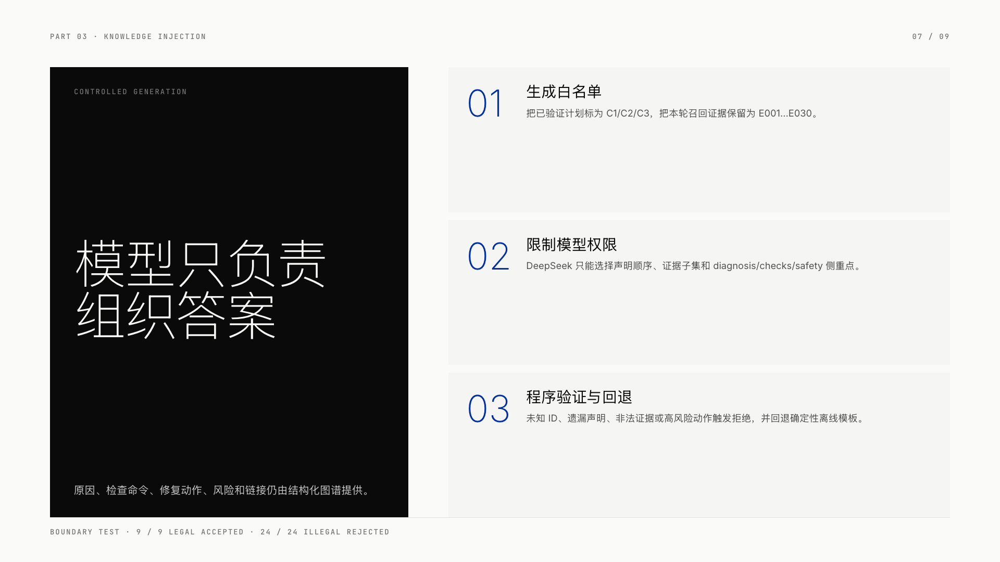 PART 03 · KNOWLEDGE INJECTION
07 / 09
CONTROLLED GENERATION
模型只负责
组织答案
原因、检查命令、修复动作、风险和链接仍由结构化图谱提供。
01
生成白名单
把已验证计划标为 C1/C2/C3，把本轮召回证据保留为 E001…E030。
02
限制模型权限
DeepSeek 只能选择声明顺序、证据子集和 diagnosis/checks/safety 侧重点。
03
程序验证与回退
未知 ID、遗漏声明、非法证据或高风险动作触发拒绝，并回退确定性离线模板。
BOUNDARY TEST · 9 / 9 LEGAL ACCEPTED · 24 / 24 ILLEGAL REJECTED